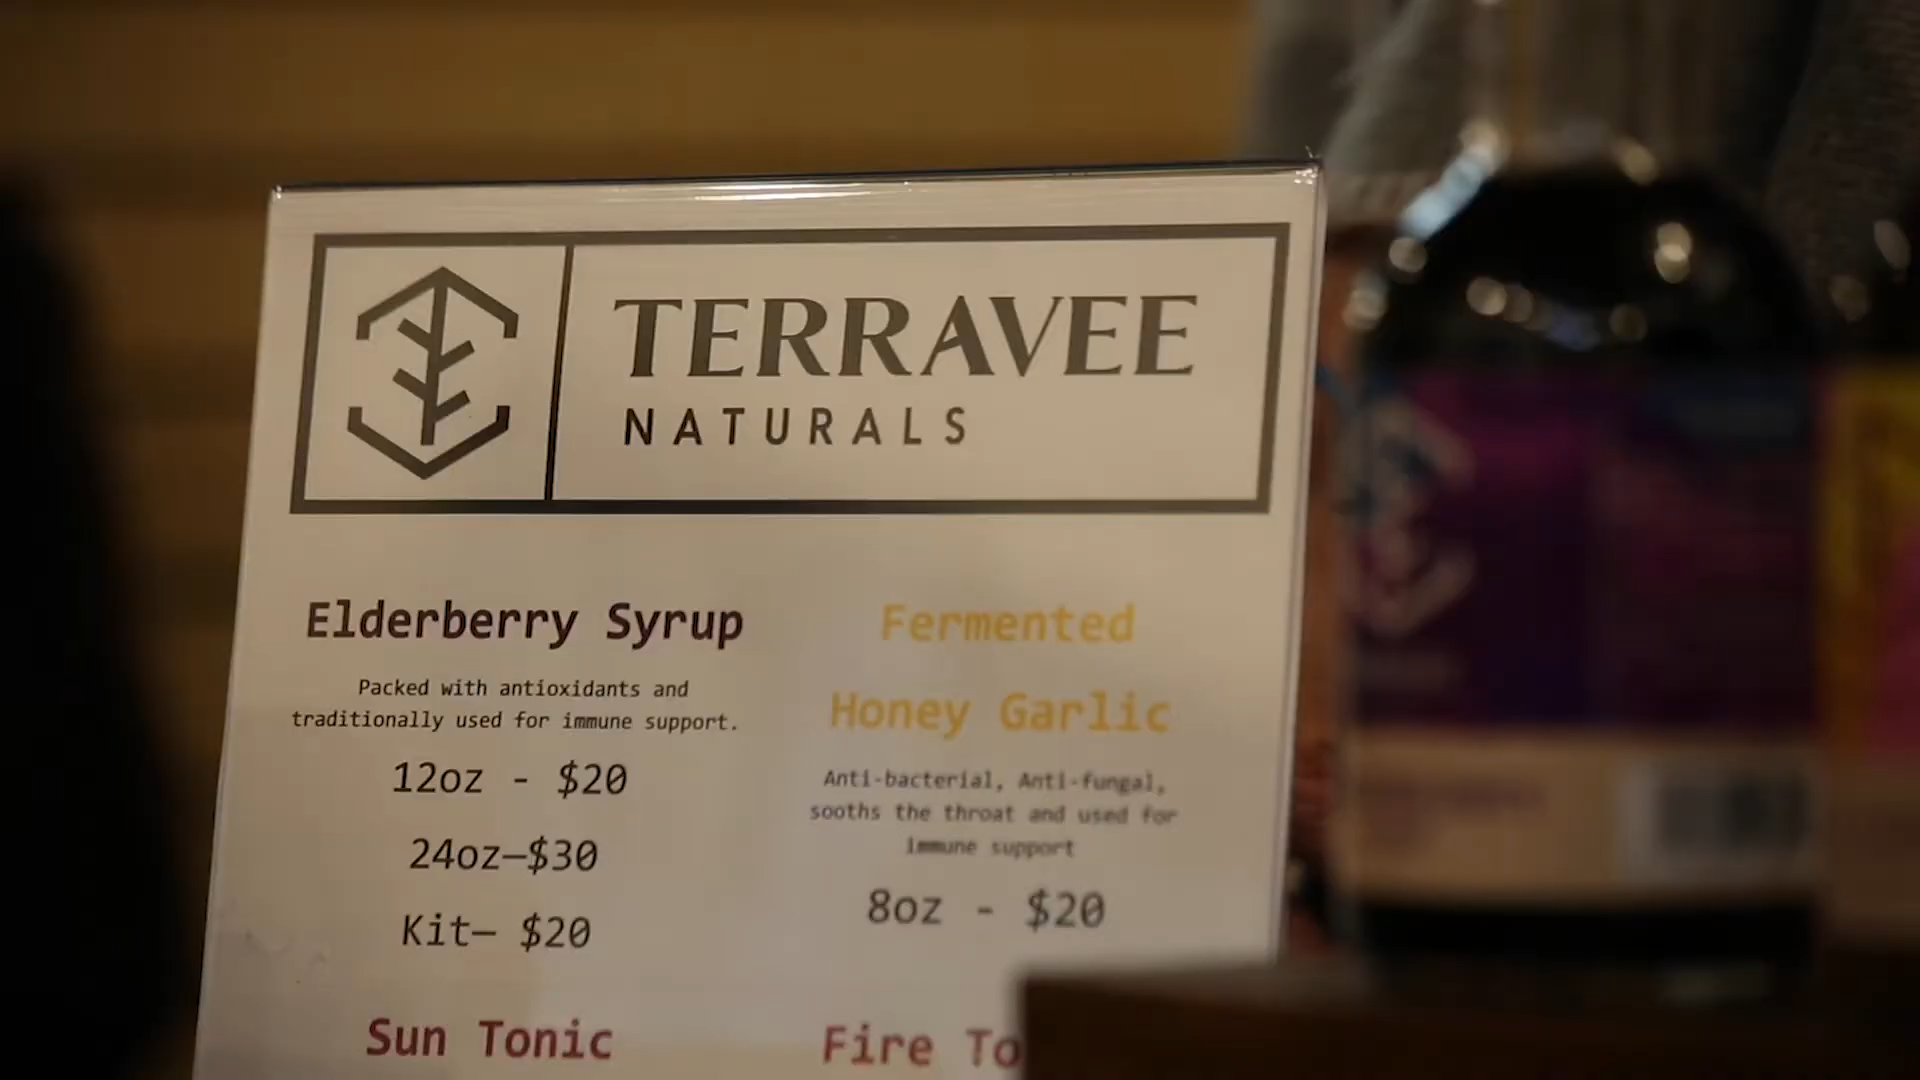 TERRAVEE
NATURALS
Elderberry Syrup
Packed with antioxidants and
traditionally used for immune support.
12oz - $20
24oz—$30
Kit— $20
Fermented
Honey Garlic
Anti-bacterial, Anti-fungal,
sooths the throat and used for
immune support
8oz - $20
Sun Tonic
Fire To